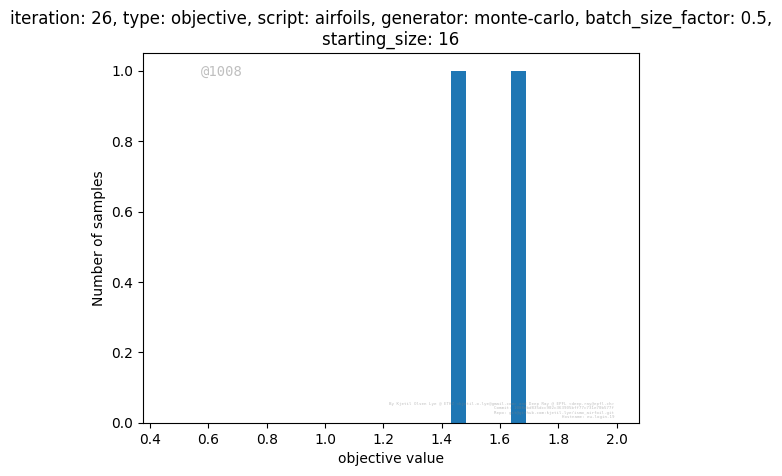 iteration: 26, type: objective, script: airfoils, generator: monte-carlo, batch_size_factor: 0.5,
starting_size: 16
@1008
1.0
0.8
0.6
0.4
0.2
0.0
Number of samples
0.4 0.6 0.8 1.0 1.2 1.4 1.6 1.8 2.0
objective value